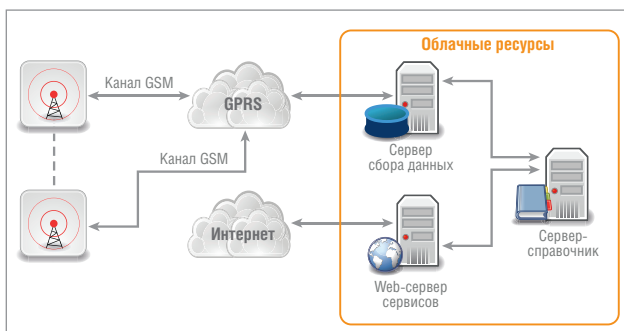 Облачные ресурсы
Канал GSM
GPRS
Сервер
сбора данных
Канал GSM
Интернет
Сервер-
справочник
Web-сервер
сервисов